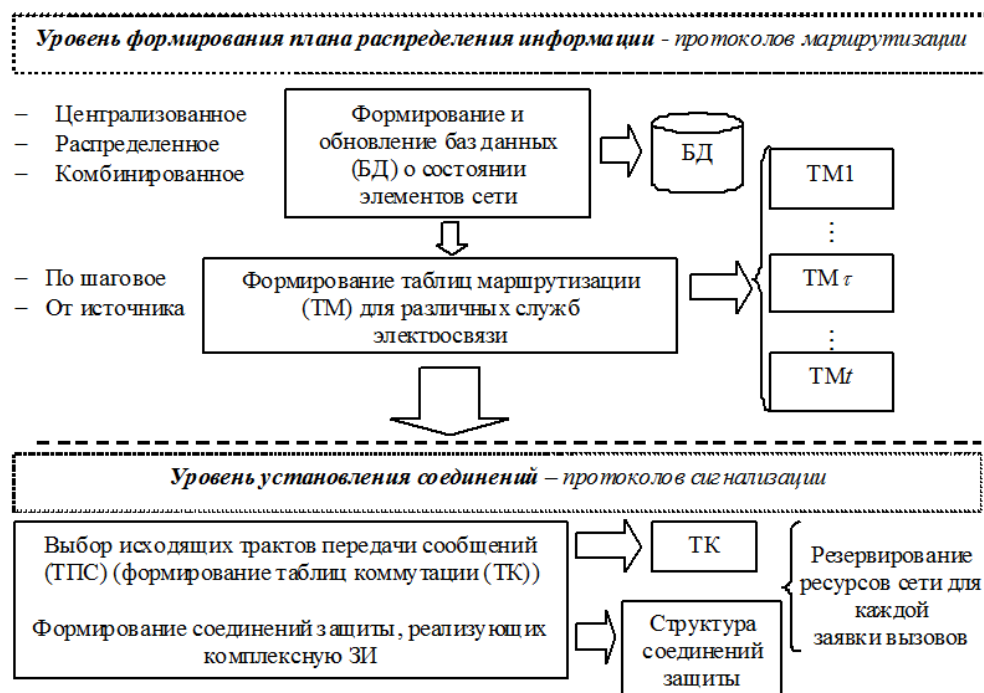 Уровень формирования плана распределения информации - протоколов маршрутизации
– Централизованное
– Распределенное
– Комбинированное
Формирование и
обновление баз данных
(БД) о состоянии
элементов сети
БД
ТМ1
⋮
ТМτ
⋮
ТМt
– По шаговое
– От источника
Формирование таблиц маршрутизации
(ТМ) для различных служб
электросвязи
Уровень установления соединений – протоколов сигнализации
Выбор исходящих трактов передачи сообщений
(ТПС) (формирование таблиц коммутации (ТК))
Формирование соединений защиты, реализующих
комплексную ЗИ
ТК
Структура
соединений
защиты
Резервирование
ресурсов сети для
каждой
заявки вызовов